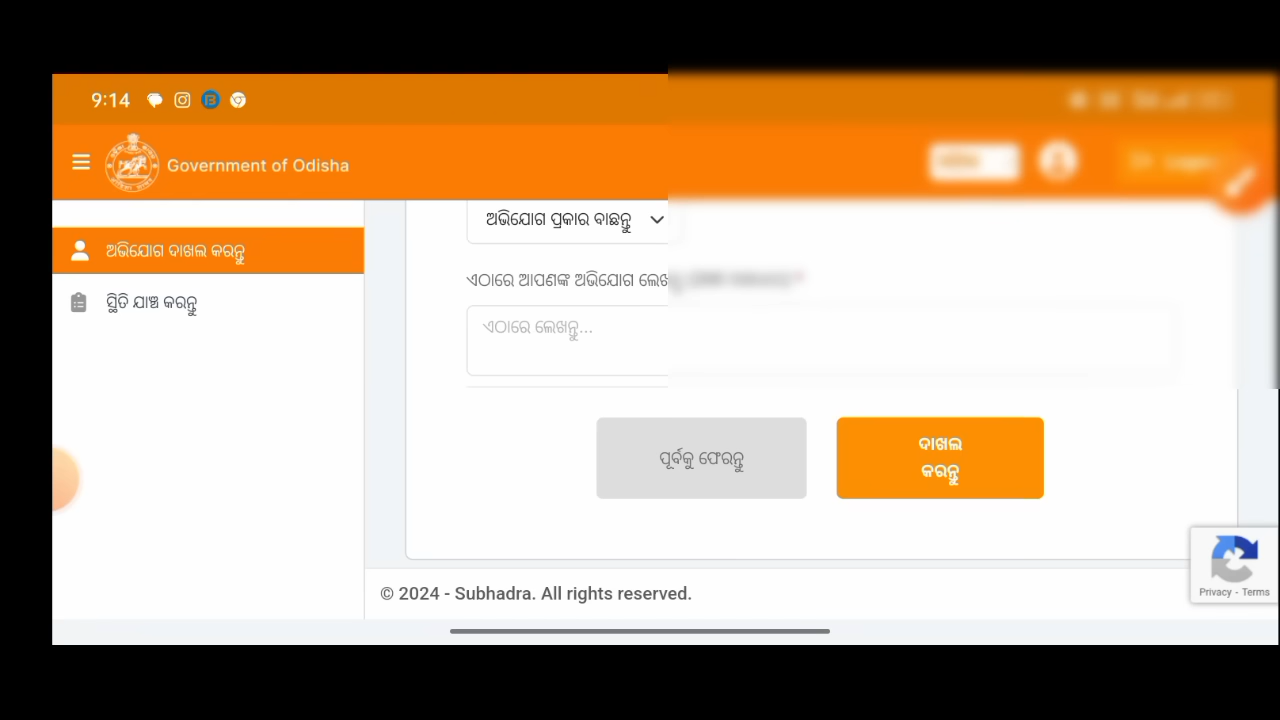 9:14
Government of Odisha
ଅଭିଯୋଗ ପ୍ରକାର ବାଛନ୍ତୁ
ଅଭିଯୋଗ ଦାଖଲ କରନ୍ତୁ
ଏଠାରେ ଆପଣଙ୍କ ଅଭିଯୋଗ
ସ୍ଥିତି ଯାଞ୍ଚ କରନ୍ତୁ
ଏଠାରେ ଲେଖନ୍ତୁ...
ପୂର୍ବକୁ ଫେରନ୍ତୁ
ଦାଖଲ
କରନ୍ତୁ
© 2024 - Subhadra. All rights reserved.
Privacy - Terms